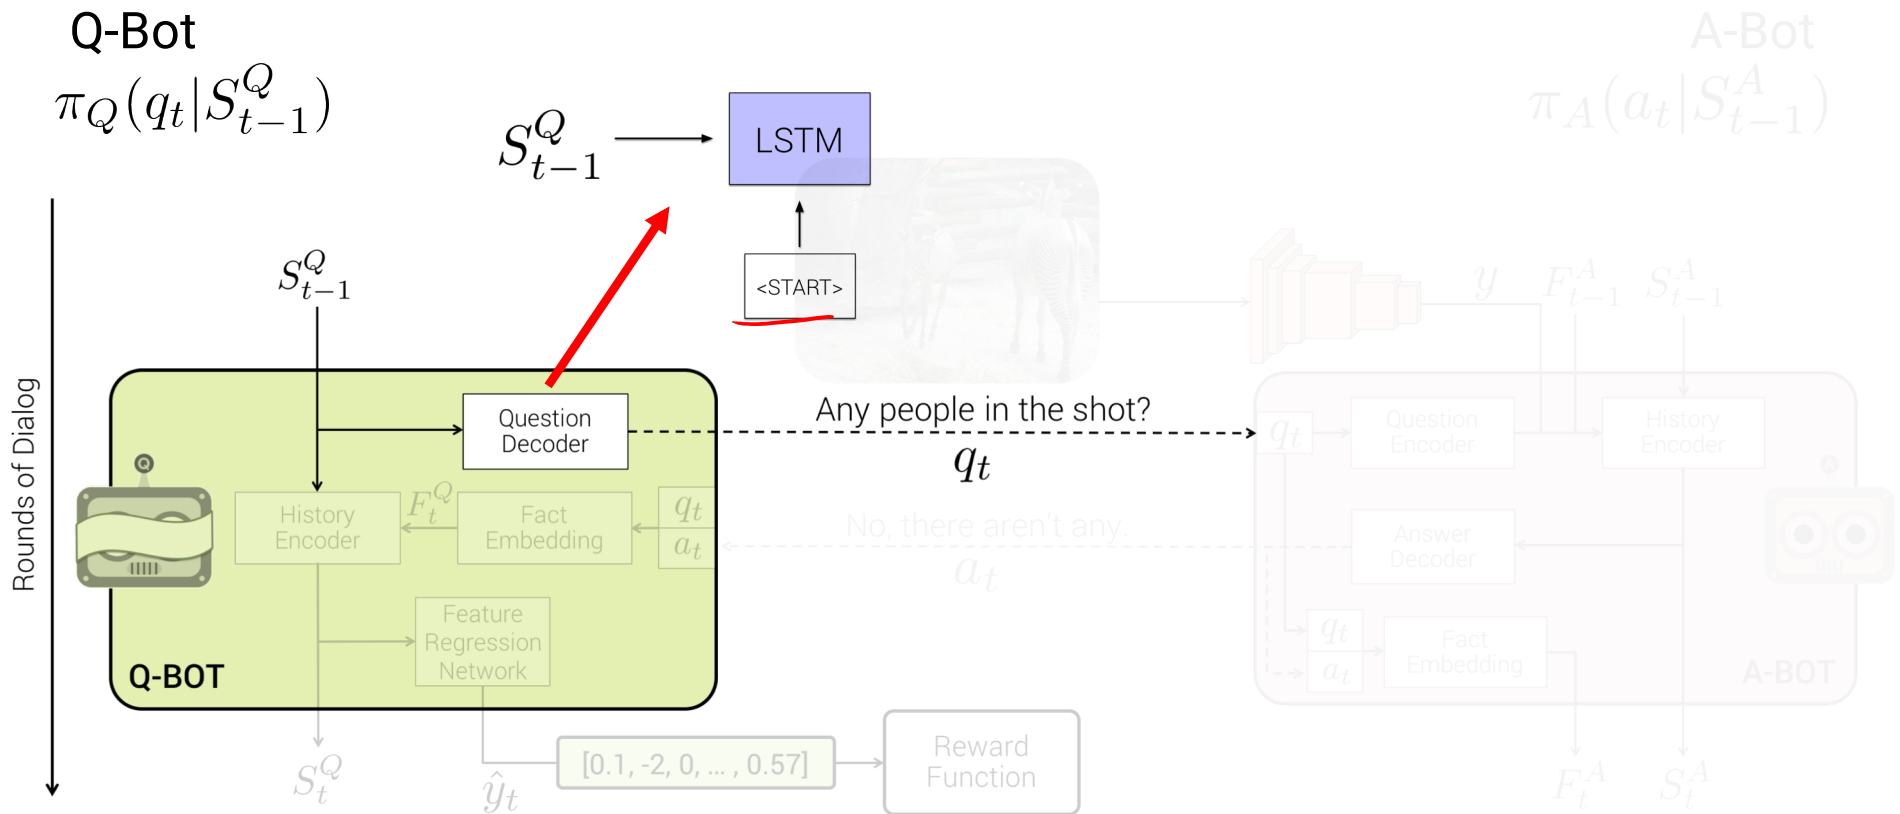 Q-Bot
A-Bot
π_Q(q_t|S^Q_{t-1})
π_A(a_t|S^A_{t-1})
S^Q_{t-1}
LSTM
<START>
S^Q_{t-1}
y
F^A_{t-1}
S^A_{t-1}
Rounds of Dialog
Question
Decoder
Any people in the shot?
q_t
q_t
Question
Encoder
History
Encoder
Q
History
Encoder
F^Q_t
Fact
Embedding
q_t
a_t
No, there aren't any.
a_t
Answer
Decoder
A
Feature
Regression
Network
q_t
a_t
Fact
Embedding
Q-BOT
A-BOT
S^Q_t
ŷ_t
[0.1, -2, 0, ... , 0.57]
Reward
Function
F^A_t
S^A_t